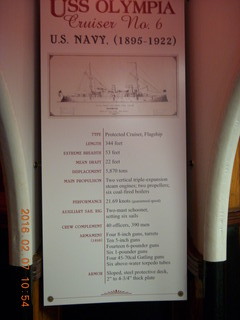 USS OLYMPIA
Cruiser No. 6
U.S. NAVY, (1895-1922)
TYPE Protected Cruiser, Flagship
LENGTH 344 feet
EXTREME BREADTH 53 feet
MEAN DRAFT 22 feet
DISPLACEMENT 5,870 tons
MAIN PROPULSION Two vertical triple-expansion
steam engines; two propellers;
six coal-fired boilers
PERFORMANCE 21.69 knots
AUXILIARY SAIL RIG Two-mast schooner,
setting six sails
CREW COMPLEMENT 40 officers, 390 men
ARMAMENT Four 8-inch guns, turrets
(1898) Ten 5-inch guns
Fourteen 6-pounder guns
Six 1-pounder guns
Four Gatling guns
Six above-water torpedo tubes
ARMOR Sloped, steel protective deck,
2" to 4-3/4" thick plate
2016 02 07 10:54